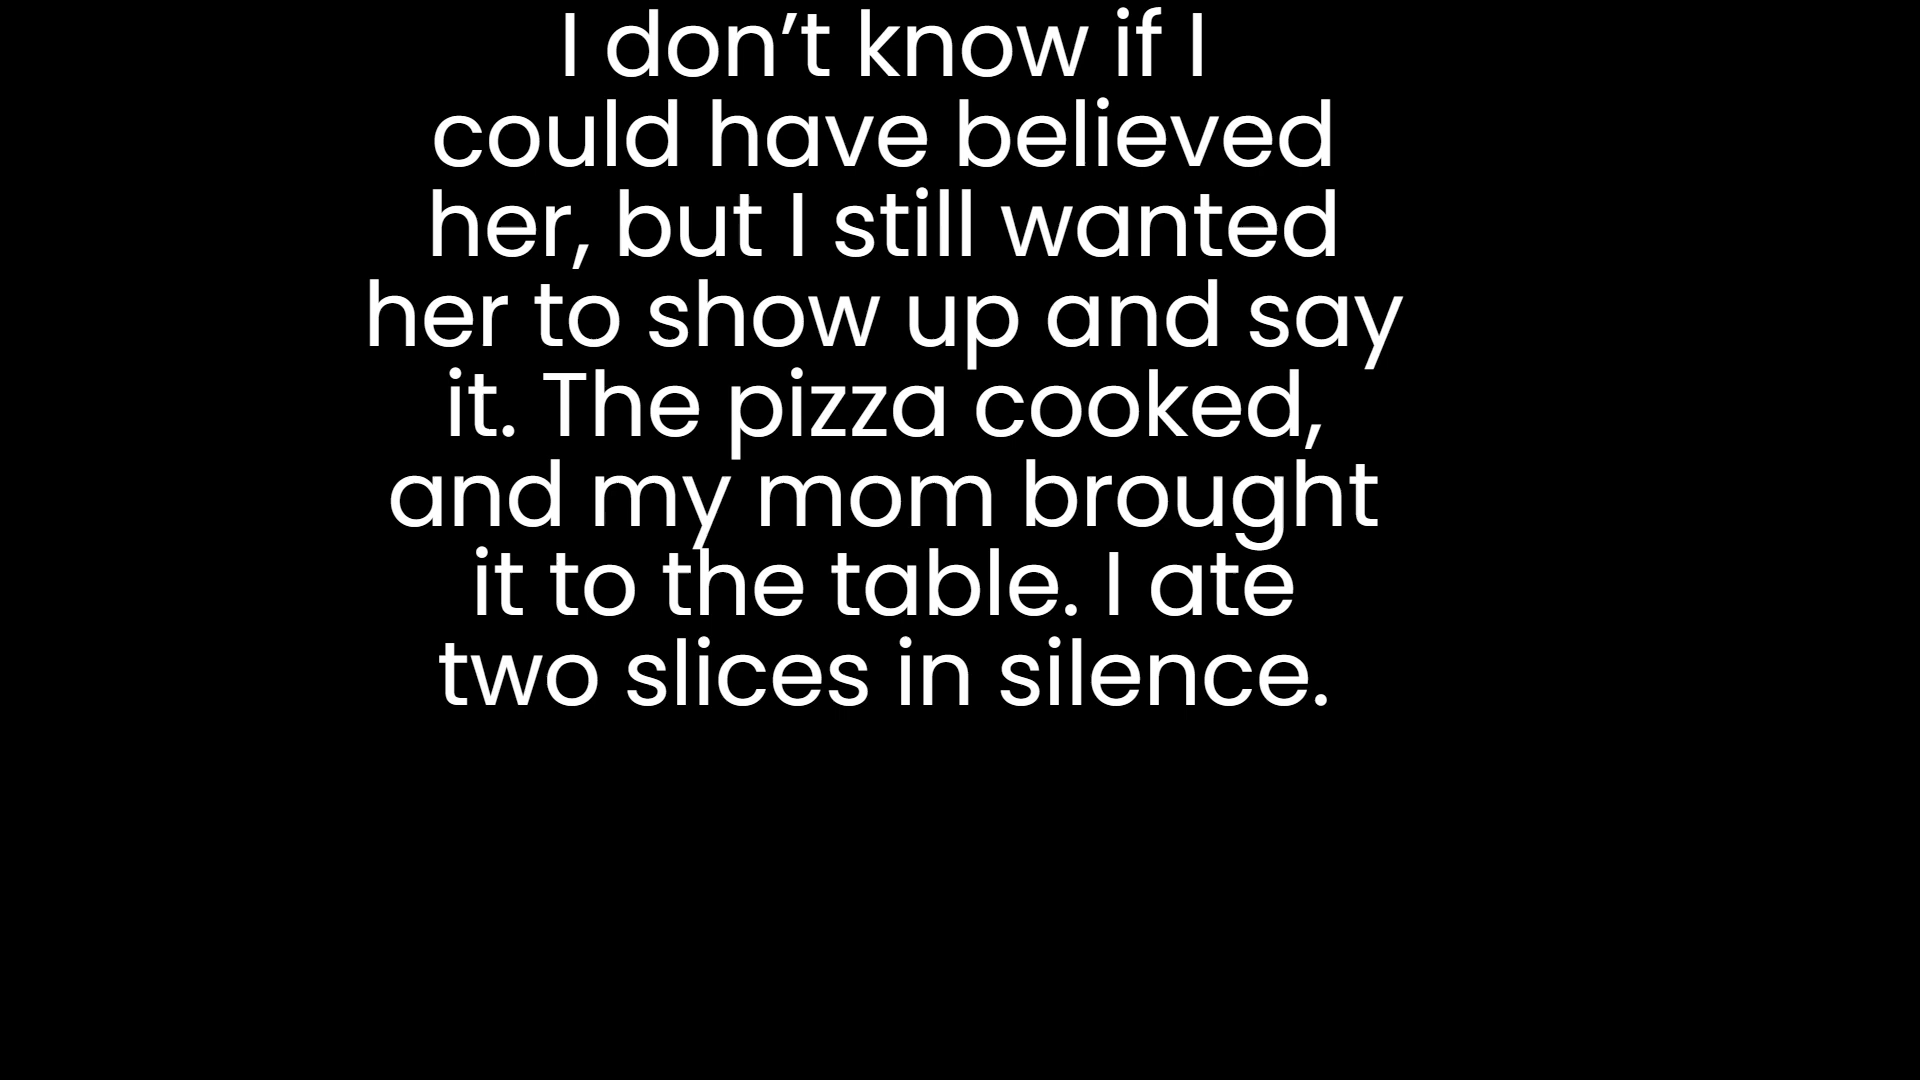 I don’t know if I
could have believed
her, but I still wanted
her to show up and say
it. The pizza cooked,
and my mom brought
it to the table. I ate
two slices in silence.